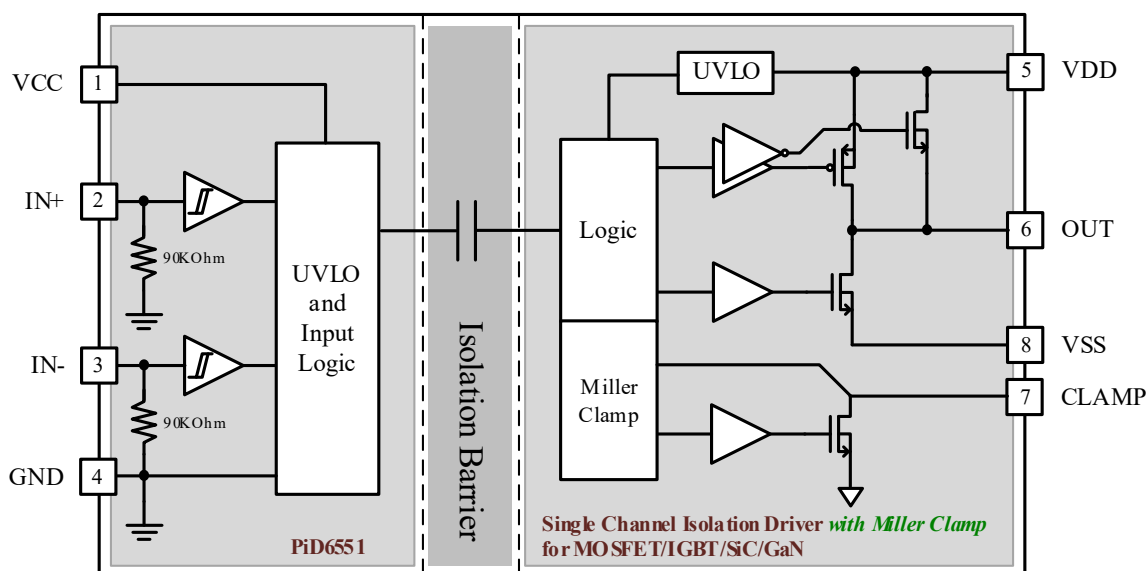 VCC
1
IN+
2
90KOhm
IN-
3
90KOhm
GND
4
UVLO
and
Input
Logic
PiD6551
Isolation Barrier
UVLO
Logic
Miller
Clamp
5
VDD
6
OUT
8
VSS
7
CLAMP
Single Channel Isolation Driver with Miller Clamp
for MOSFET/IGBT/SiC/GaN